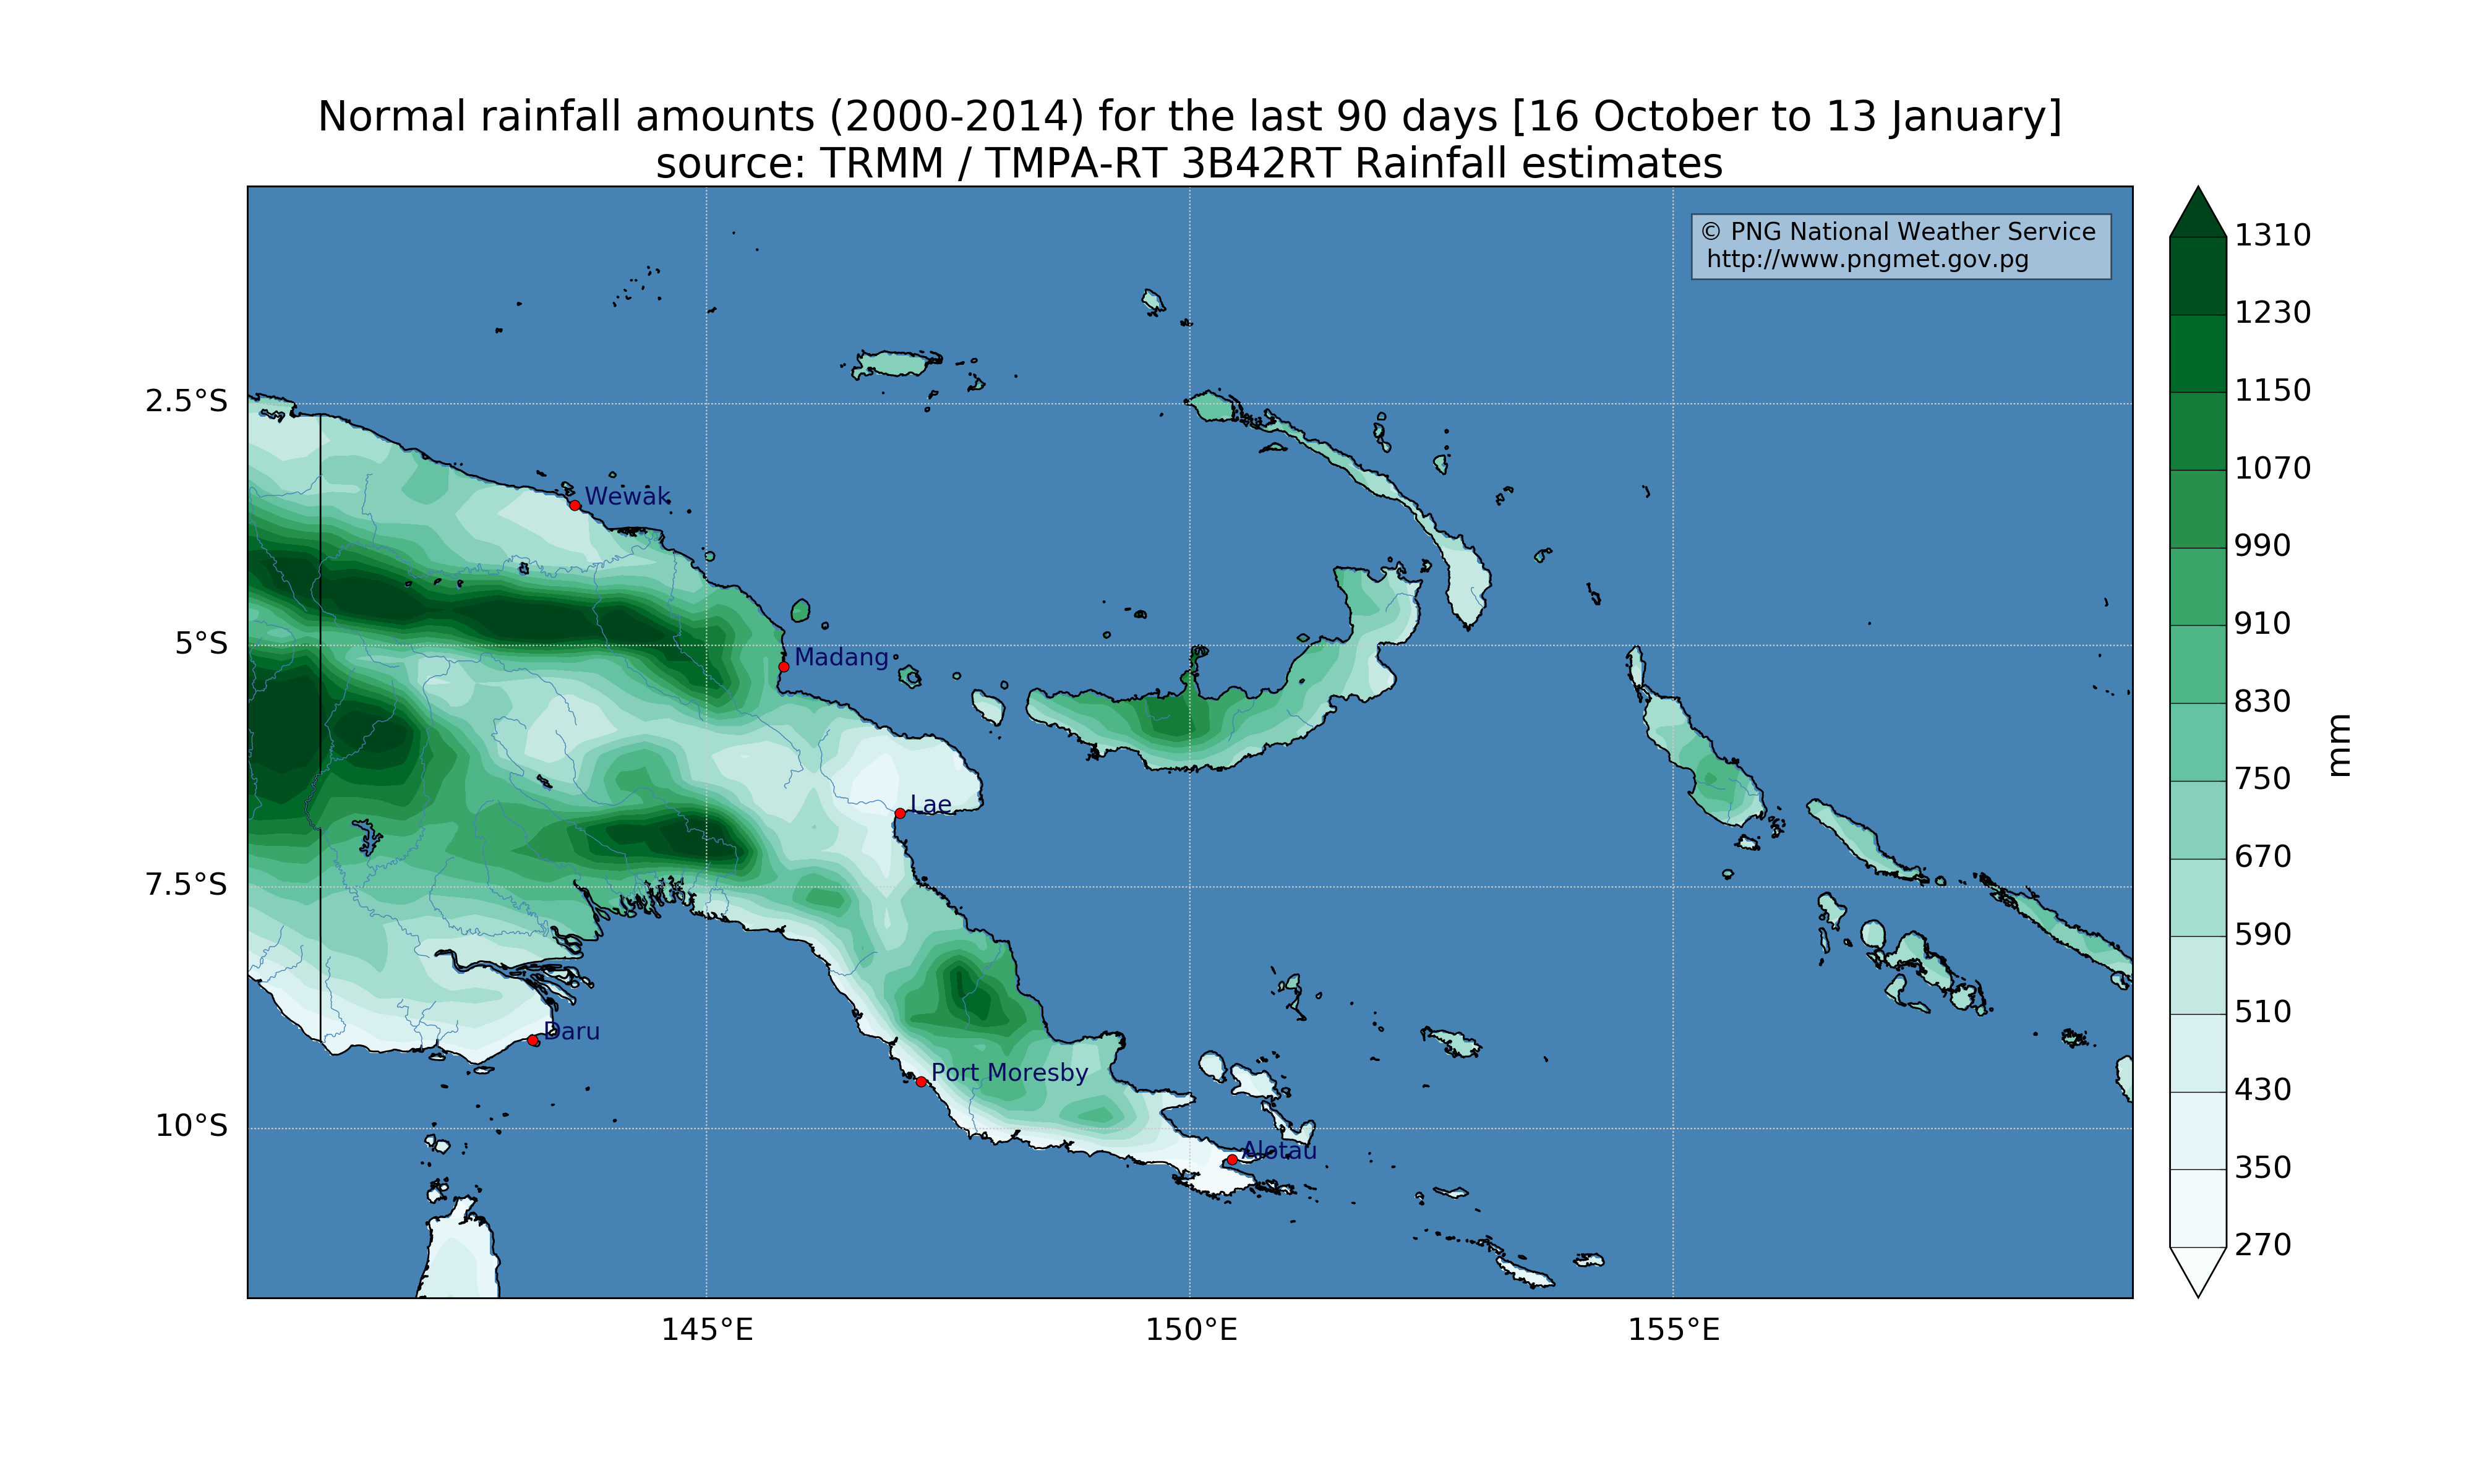 Normal rainfall amounts (2000-2014) for the last 90 days [16 October to 13 January]
source: TRMM / TMPA-RT 3B42RT Rainfall estimates
© PNG National Weather Service
http://www.pngmet.gov.pg
2.5°S
5°S
7.5°S
10°S
Wewak
Madang
Lae
Daru
Port Moresby
Alotau
145°E
150°E
155°E
1310
1230
1150
1070
990
910
830
750
670
590
510
430
350
270
mm